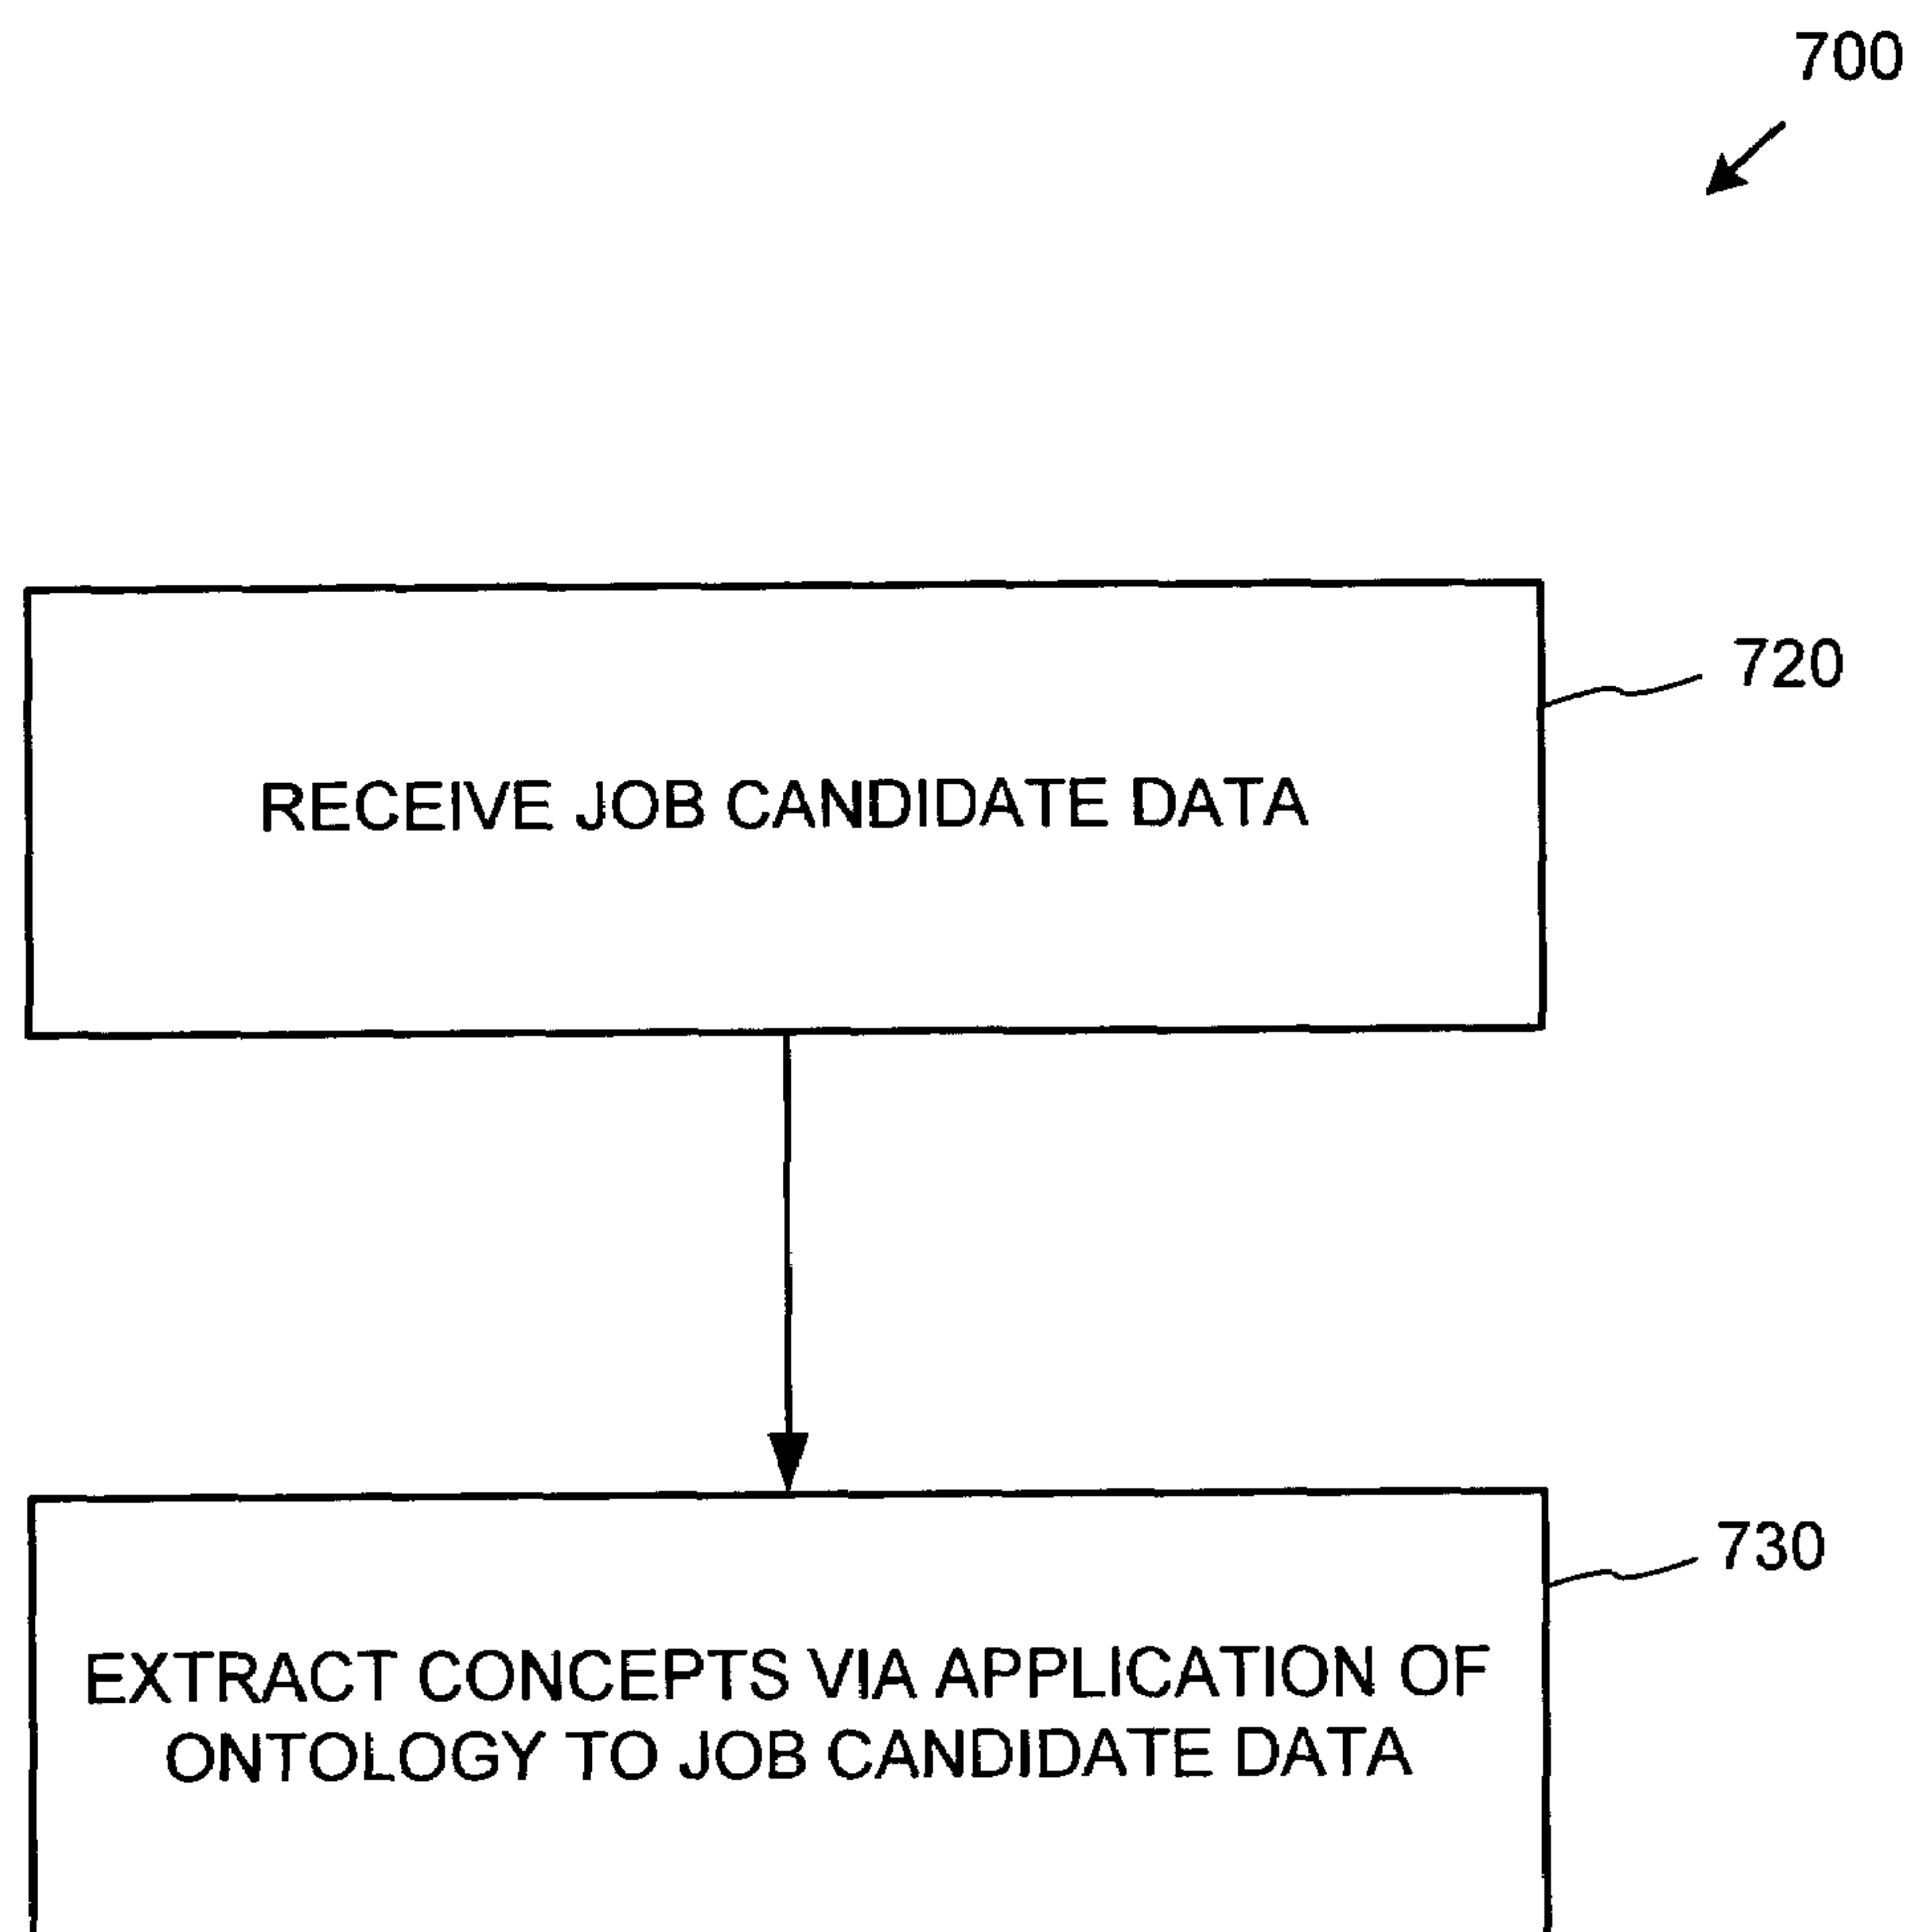 700
720
RECEIVE JOB CANDIDATE DATA
730
EXTRACT CONCEPTS VIA APPLICATION OF
ONTOLOGY TO JOB CANDIDATE DATA